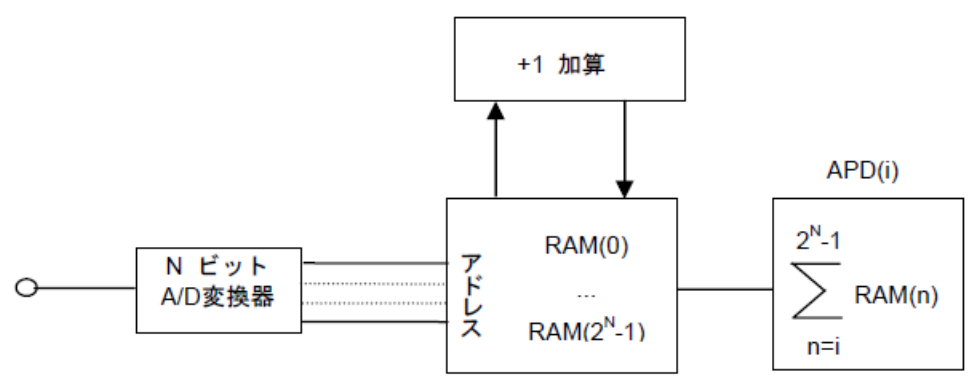 +1 加算
APD(i)
N ビット
A/D変換器
アドレス
RAM(0)
...
RAM(2^N-1)
2^N-1
∑ RAM(n)
n=i